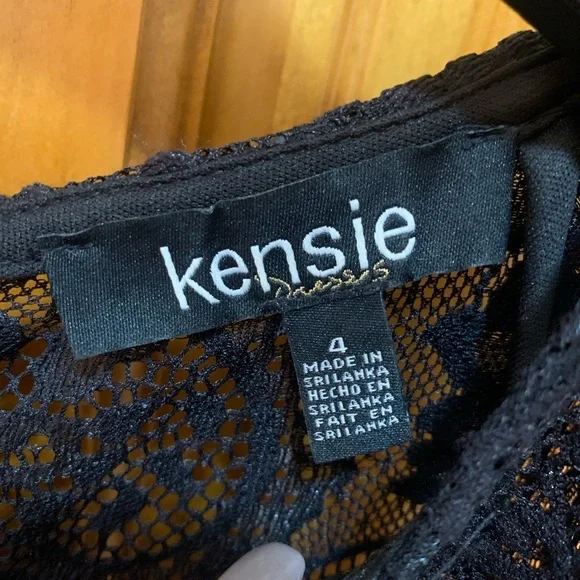 kensie
Dresses
4
MADE IN
SRI LANKA
HECHO EN
SRI LANKA
FAIT EN
SRI LANKA